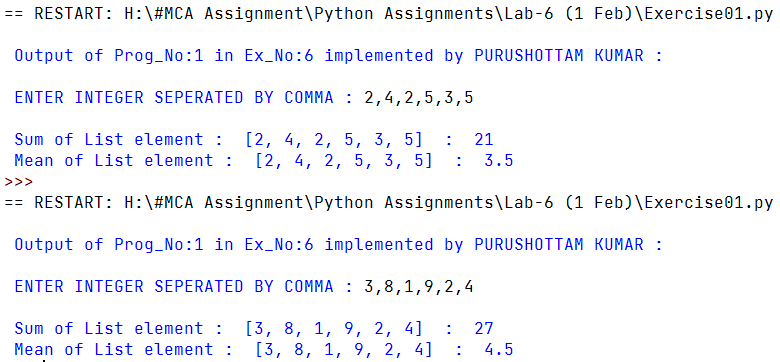 == RESTART: H:\#MCA Assignment\Python Assignments\Lab-6 (1 Feb)\Exercise01.py
Output of Prog_No:1 in Ex_No:6 implemented by PURUSHOTTAM KUMAR :
ENTER INTEGER SEPERATED BY COMMA : 2,4,2,5,3,5
Sum of List element :  [2, 4, 2, 5, 3, 5]  :  21
Mean of List element :  [2, 4, 2, 5, 3, 5]  :  3.5
>>>
== RESTART: H:\#MCA Assignment\Python Assignments\Lab-6 (1 Feb)\Exercise01.py
Output of Prog_No:1 in Ex_No:6 implemented by PURUSHOTTAM KUMAR :
ENTER INTEGER SEPERATED BY COMMA : 3,8,1,9,2,4
Sum of List element :  [3, 8, 1, 9, 2, 4]  :  27
Mean of List element :  [3, 8, 1, 9, 2, 4]  :  4.5